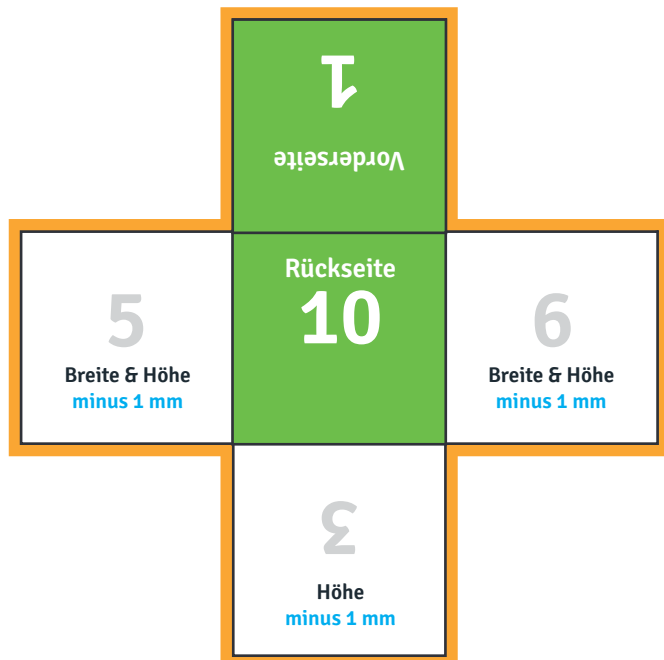 1
Vorderseite
Rückseite
10
5
Breite & Höhe
minus 1 mm
6
Breite & Höhe
minus 1 mm
3
Höhe
minus 1 mm